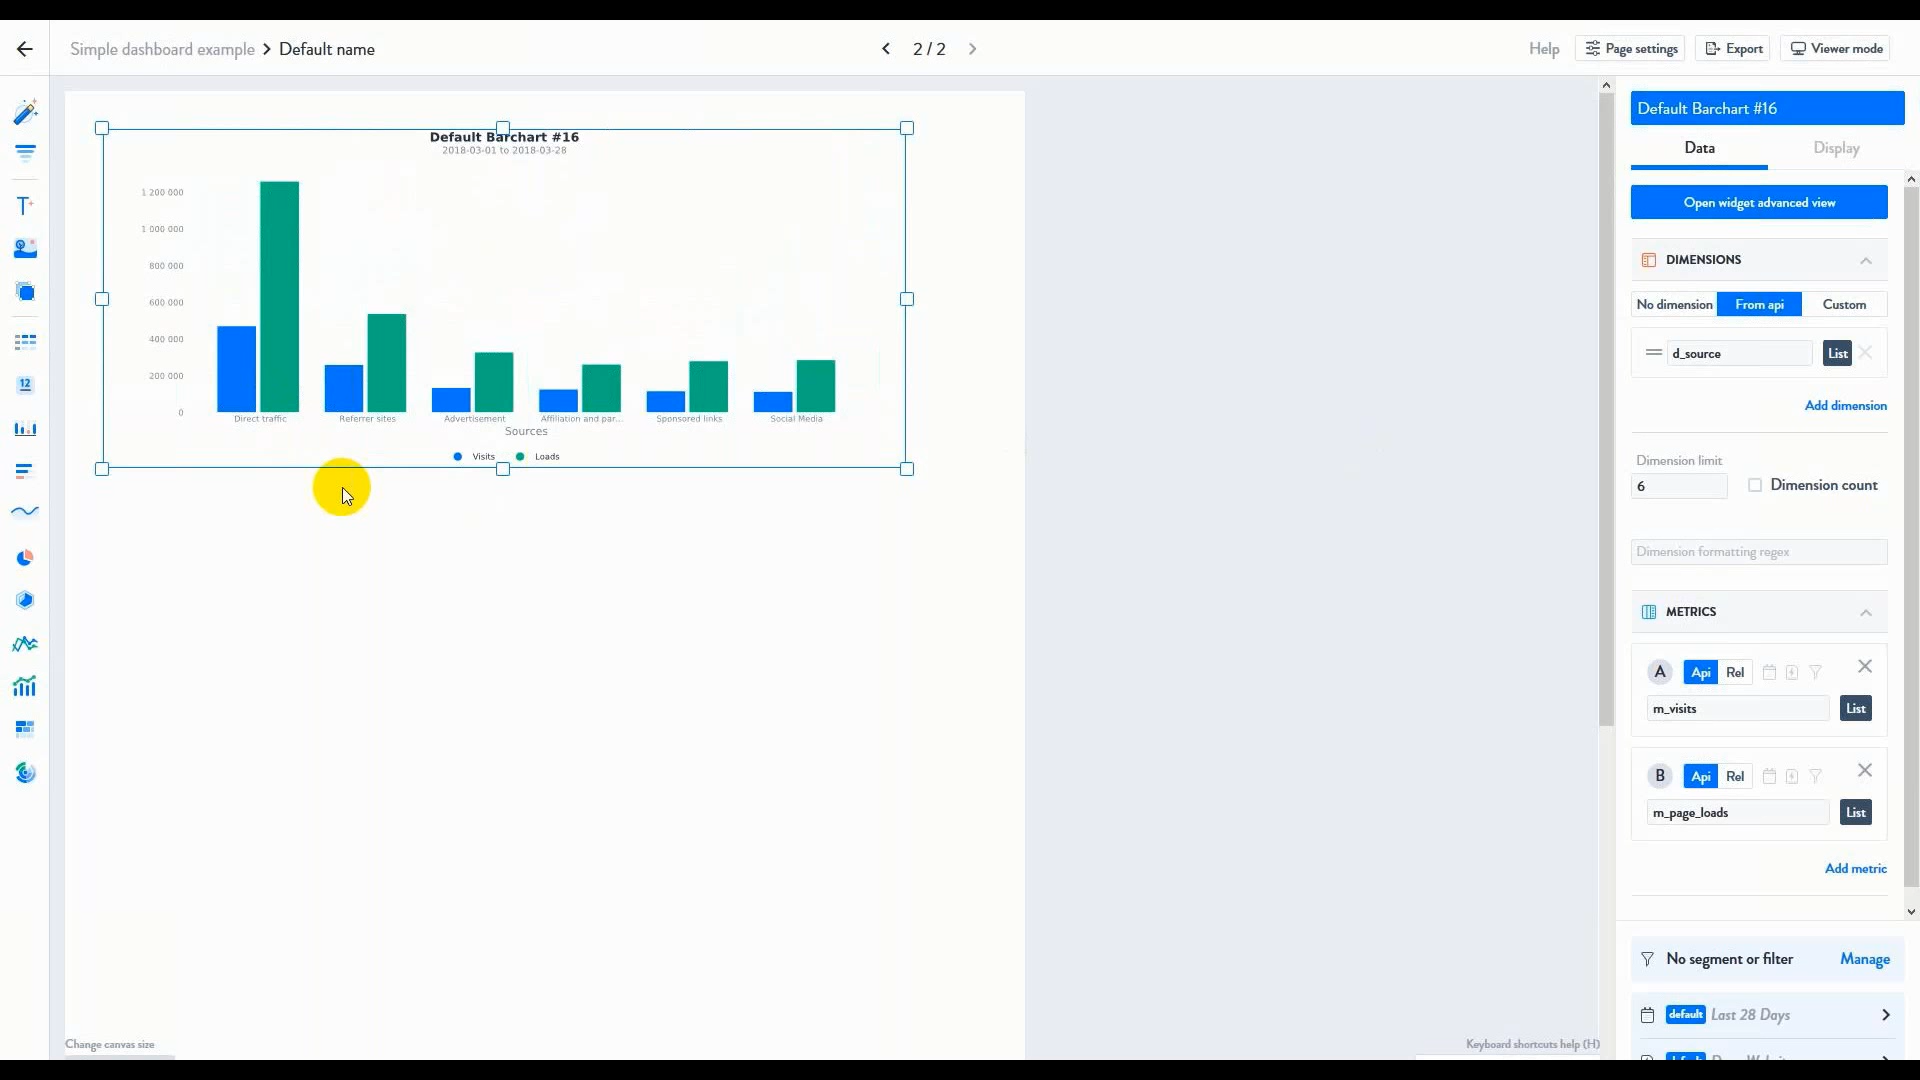 Simple dashboard example > Default name
2 / 2
Help
Page settings
Export
Viewer mode
Default Barchart #16
2018-03-01 to 2018-03-28
1 200 000
1 000 000
800 000
600 000
400 000
200 000
0
Direct traffic
Referrer sites
Advertisement
Affiliation and par...
Sponsored links
Social Media
Sources
Visits
Loads
T+
12
Change canvas size
Keyboard shortcuts help (H)
Default Barchart #16
Data
Display
Open widget advanced view
DIMENSIONS
No dimension
From api
Custom
d_source
List
Add dimension
Dimension limit
6
Dimension count
Dimension formatting regex
METRICS
A
Api
Rel
m_visits
List
B
Api
Rel
m_page_loads
List
Add metric
No segment or filter
Manage
default
Last 28 Days